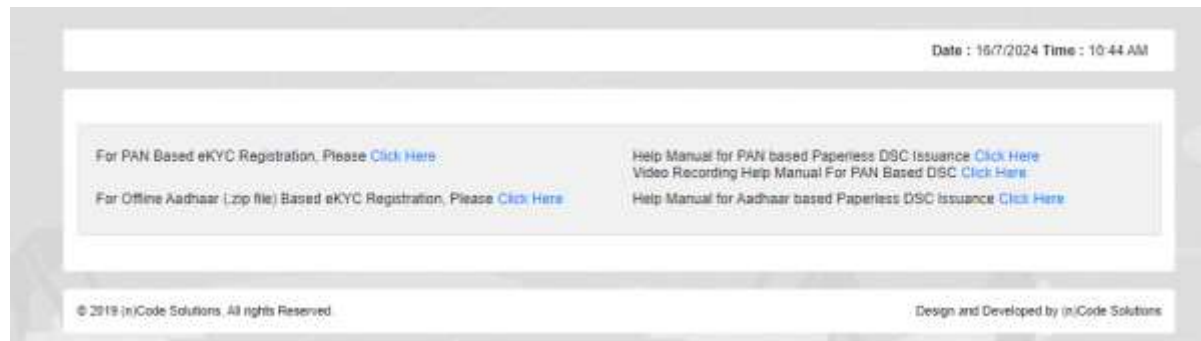 Date : 16/7/2024 Time : 10:44 AM
For PAN Based eKYC Registration, Please Click Here
For Offline Aadhaar (.zip file) Based eKYC Registration, Please Click Here
Help Manual for PAN based Paperless DSC Issuance Click Here
Video Recording Help Manual For PAN Based DSC Click Here
Help Manual for Aadhaar based Paperless DSC Issuance Click Here
© 2019 (n)Code Solutions. All rights Reserved.
Design and Developed by (n)Code Solutions